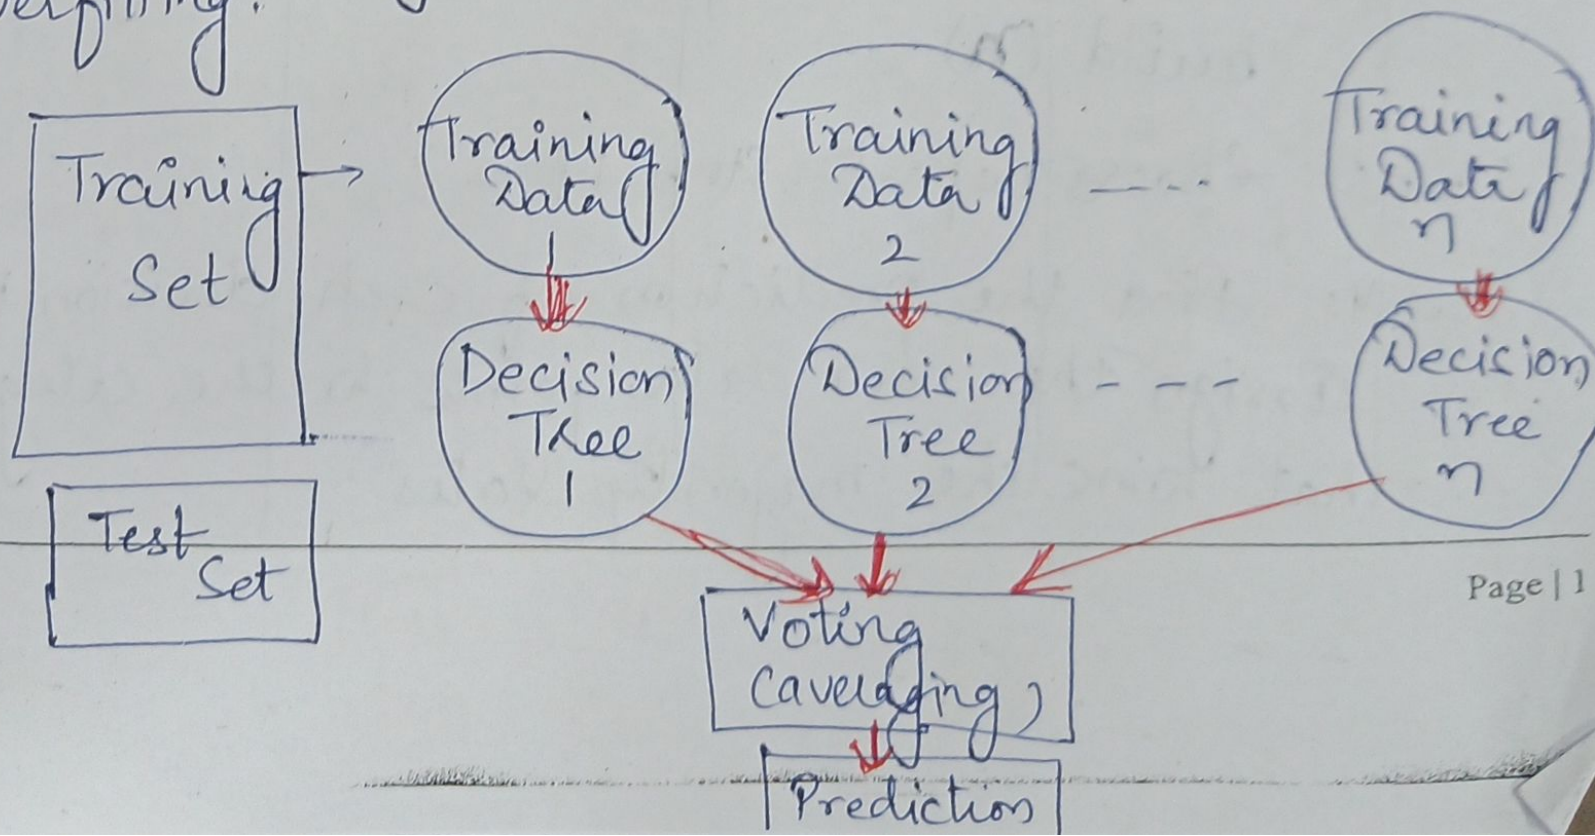 Training
Set
Training
Data
1
Training
Data
2
Training
Data
n
Decision
Tree
1
Decision
Tree
2
Decision
Tree
n
Test
Set
Page | 1
Voting
(averaging)
Prediction